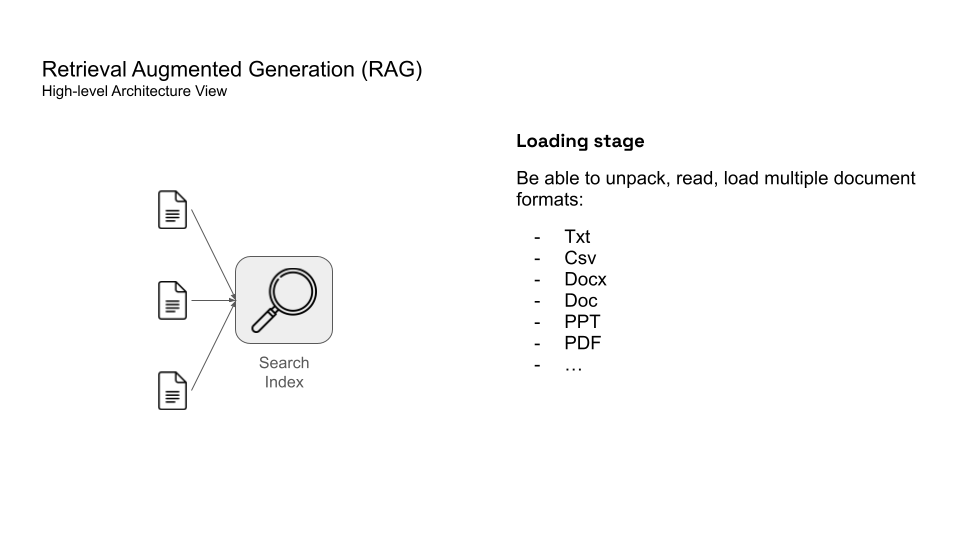 Retrieval Augmented Generation (RAG)
High-level Architecture View
Search
Index
Loading stage
Be able to unpack, read, load multiple document
formats:
- Txt
- Csv
- Docx
- Doc
- PPT
- PDF
- …